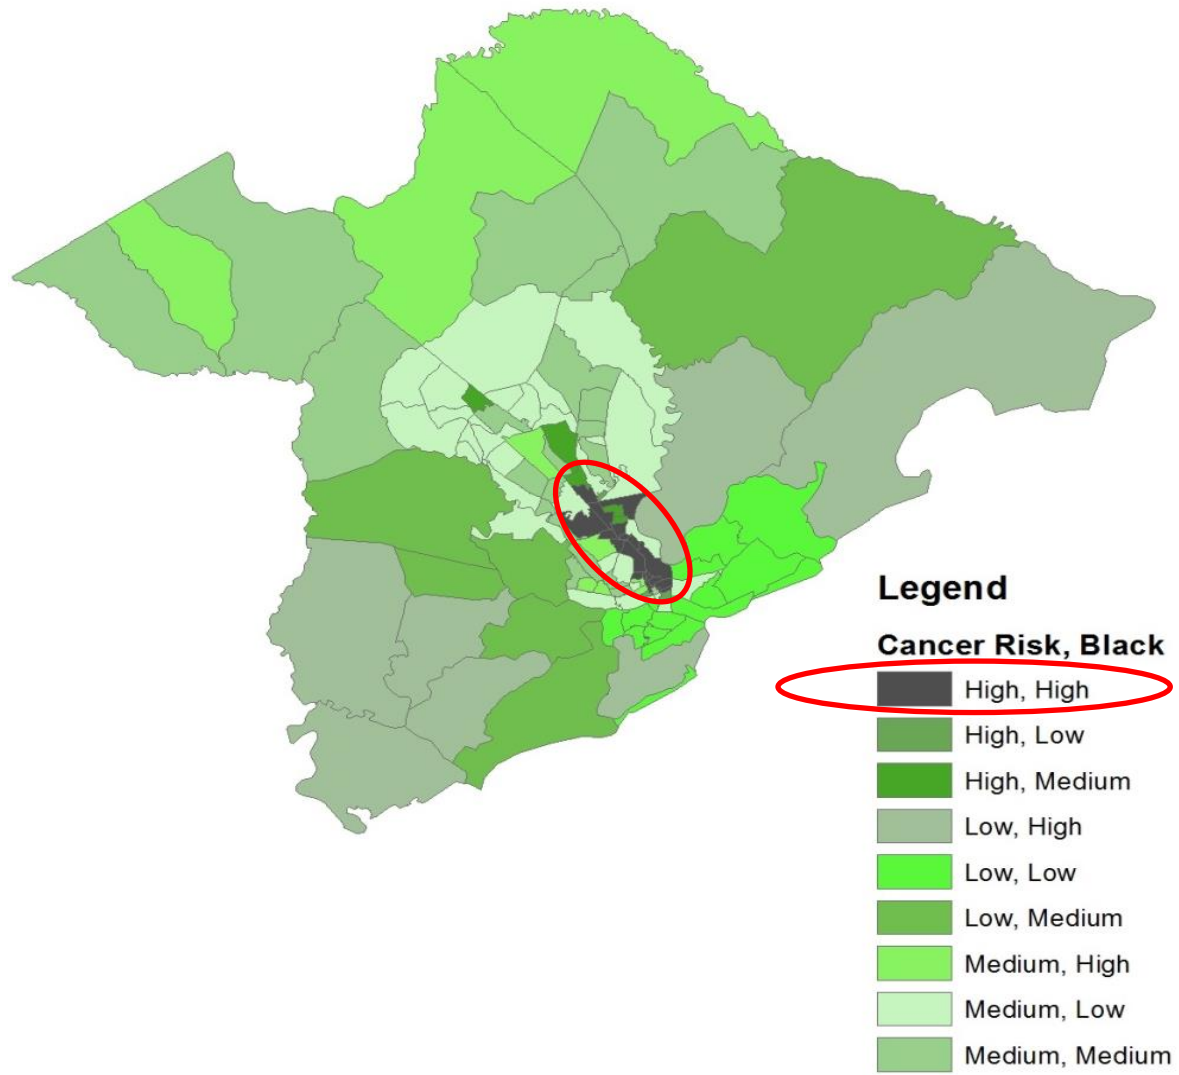 Legend
Cancer Risk, Black
High, High
High, Low
High, Medium
Low, High
Low, Low
Low, Medium
Medium, High
Medium, Low
Medium, Medium